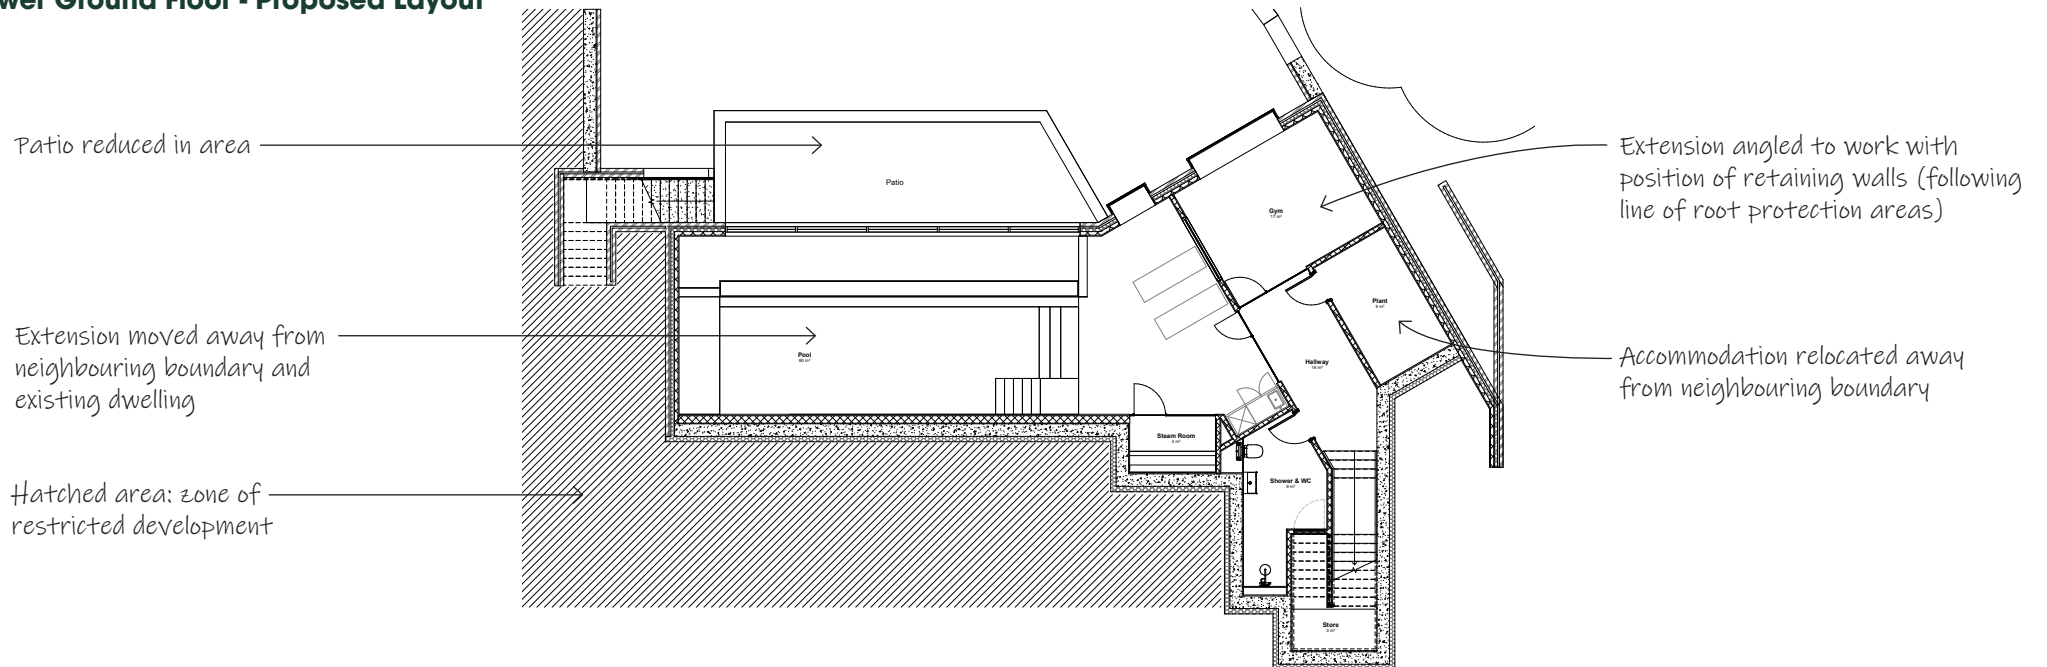 wer Ground Floor - Proposed Layout
Patio reduced in area
Extension moved away from
neighbouring boundary and
existing dwelling
Hatched area: zone of
restricted development
Extension angled to work with
position of retaining walls (following
line of root protection areas)
Accommodation relocated away
from neighbouring boundary
Patio
Gym
17 m²
Plant
Pool
Hallway
Steam Room
Shower & WC
Store